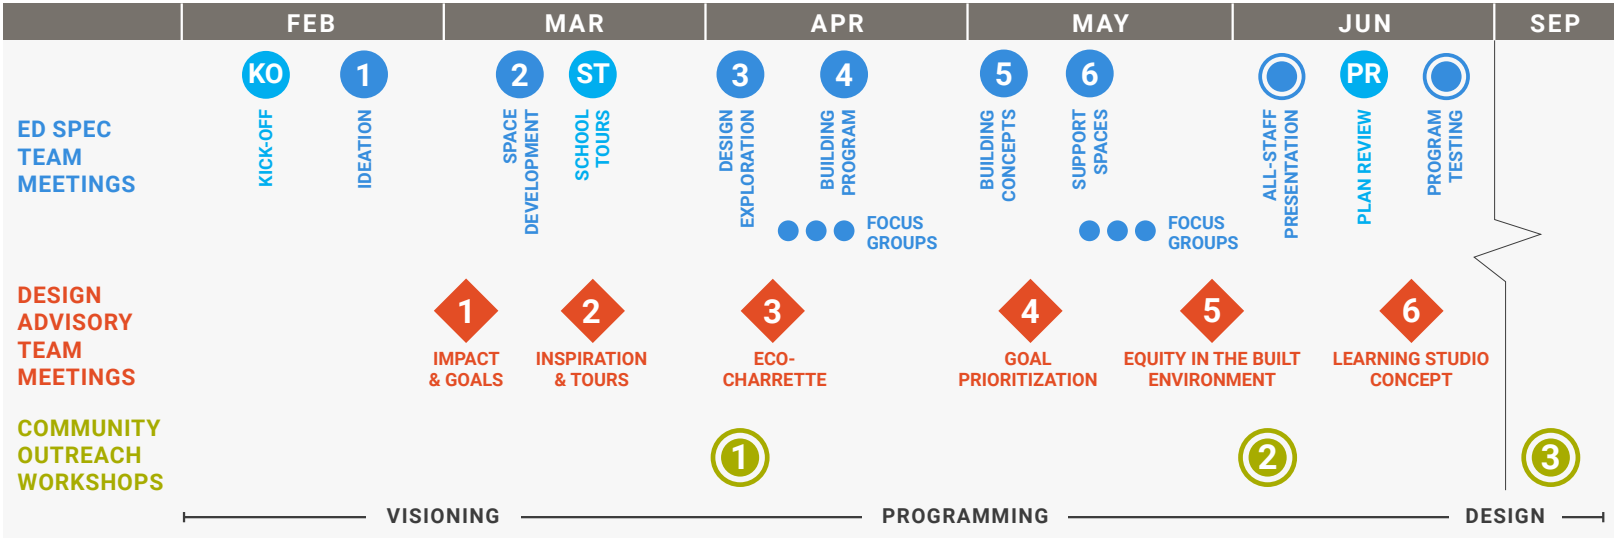 FEB MAR APR MAY JUN SEP
ED SPEC
TEAM
MEETINGS
KO 1 2 ST 3 4 5 6 PR
KICK-OFF
IDEATION
SPACE
DEVELOPMENT
SCHOOL
TOURS
DESIGN
EXPLORATION
BUILDING
PROGRAM
BUILDING
CONCEPTS
SUPPORT
SPACES
ALL-STAFF
PRESENTATION
PLAN REVIEW
PROGRAM
TESTING
FOCUS
GROUPS
FOCUS
GROUPS
DESIGN
ADVISORY
TEAM
MEETINGS
1
IMPACT
& GOALS
2
INSPIRATION
& TOURS
3
ECO-
CHARRETTE
4
GOAL
PRIORITIZATION
5
EQUITY IN THE BUILT
ENVIRONMENT
6
LEARNING STUDIO
CONCEPT
COMMUNITY
OUTREACH
WORKSHOPS
1 2 3
VISIONING PROGRAMMING DESIGN